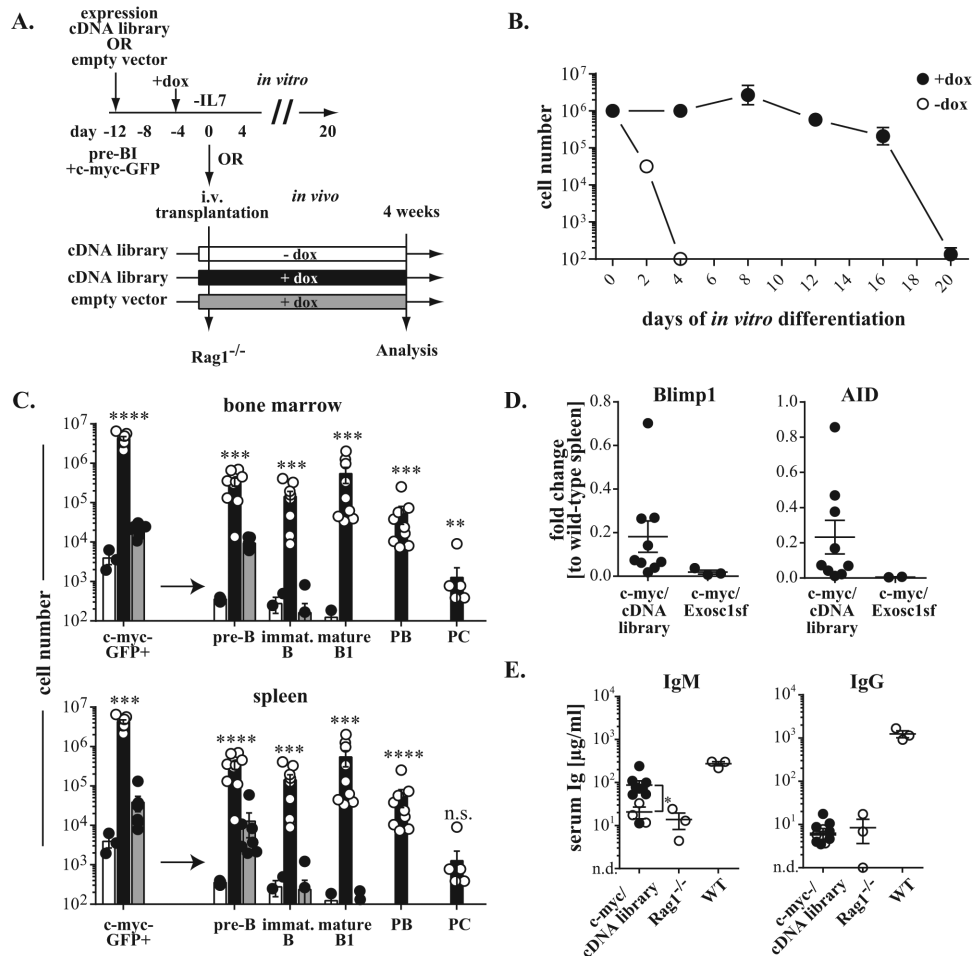 A.
expression
cDNA library
OR
empty vector
+dox
-IL7
in vitro
day -12 -8 -4 0 4 20
pre-BI
+c-myc-GFP
OR
i.v.
transplantation
in vivo
4 weeks
cDNA library - dox
cDNA library + dox
empty vector + dox
Rag1-/-
Analysis
B.
+dox
-dox
cell number
10^7
10^6
10^5
10^4
10^3
10^2
0 2 4 6 8 10 12 14 16 18 20
days of in vitro differentiation
C.
bone marrow
cell number
10^7
10^6
10^5
10^4
10^3
10^2
**** *** *** *** *** **
c-myc-
GFP+
pre-B
immat.
B
mature
B1
PB
PC
spleen
10^7
10^6
10^5
10^4
10^3
10^2
*** **** *** *** **** n.s.
c-myc-
GFP+
pre-B
immat.
B
mature
B1
PB
PC
D.
Blimp1
fold change
[to wild-type spleen]
0.8
0.6
0.4
0.2
0.0
c-myc/
cDNA
library
c-myc/
Exosc1sf
AID
1.0
0.8
0.6
0.4
0.2
0.0
c-myc/
cDNA
library
c-myc/
Exosc1sf
E.
IgM
serum Ig [µg/ml]
10^4
10^3
10^2
10^1
n.d.
*
c-myc/
cDNA library
Rag1-/-
WT
IgG
10^4
10^3
10^2
10^1
10^0
n.d.
c-myc-/
cDNA library
Rag1-/-
WT